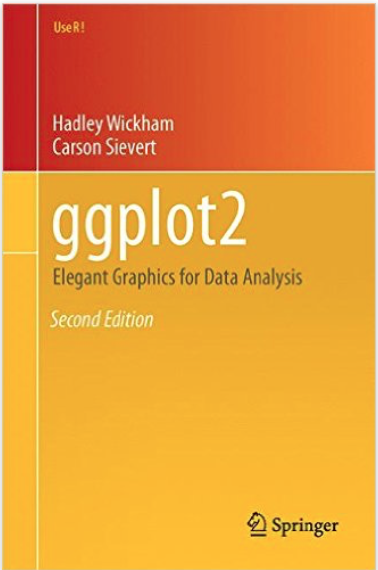 Use R!
Hadley Wickham
Carson Sievert
ggplot2
Elegant Graphics for Data Analysis
Second Edition
Springer